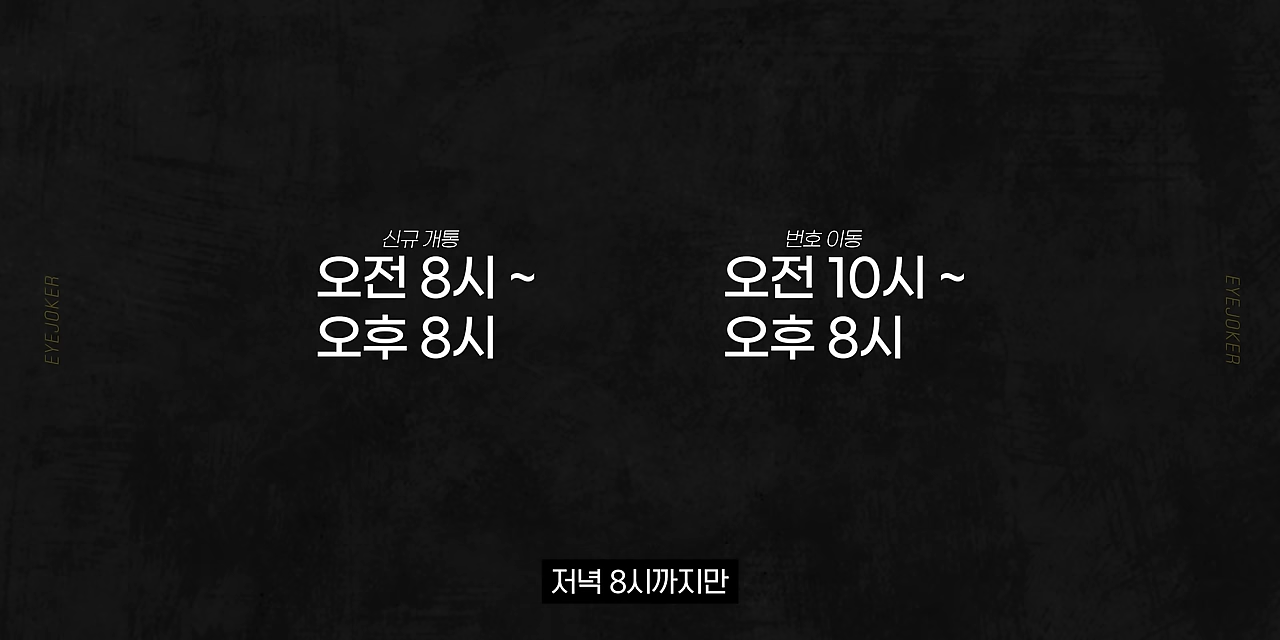 신규 개통
오전 8시 ~
오후 8시
번호 이동
오전 10시 ~
오후 8시
EYEJOKER
EYEJOKER
저녁 8시까지만